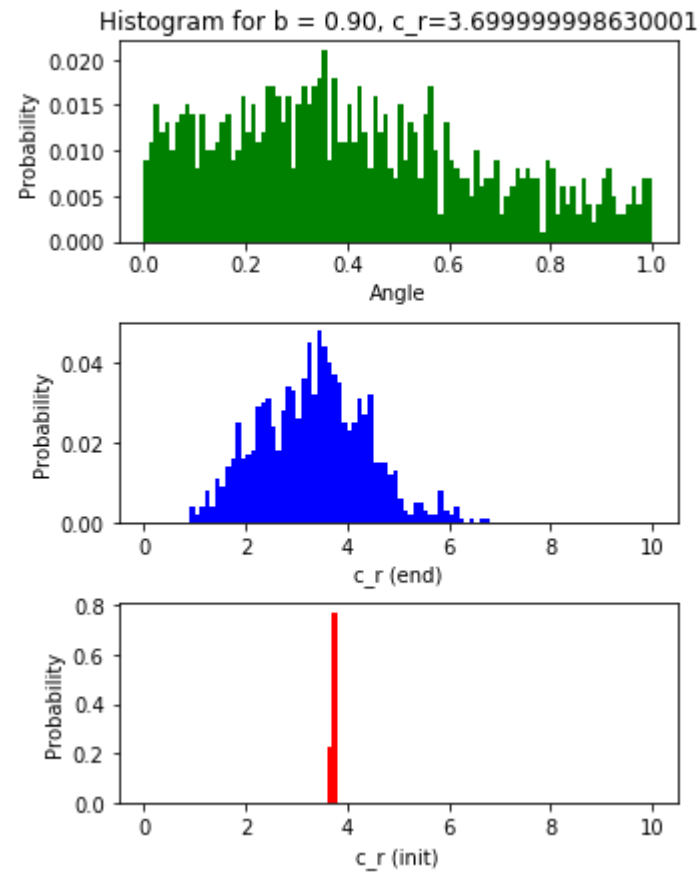 Histogram for b = 0.90, c_r=3.699999998630001
0.020
0.015
0.010
0.005
0.000
Probability
0.0 0.2 0.4 0.6 0.8 1.0
Angle
0.04
0.02
0.00
Probability
0 2 4 6 8 10
c_r (end)
0.8
0.6
0.4
0.2
0.0
Probability
0 2 4 6 8 10
c_r (init)